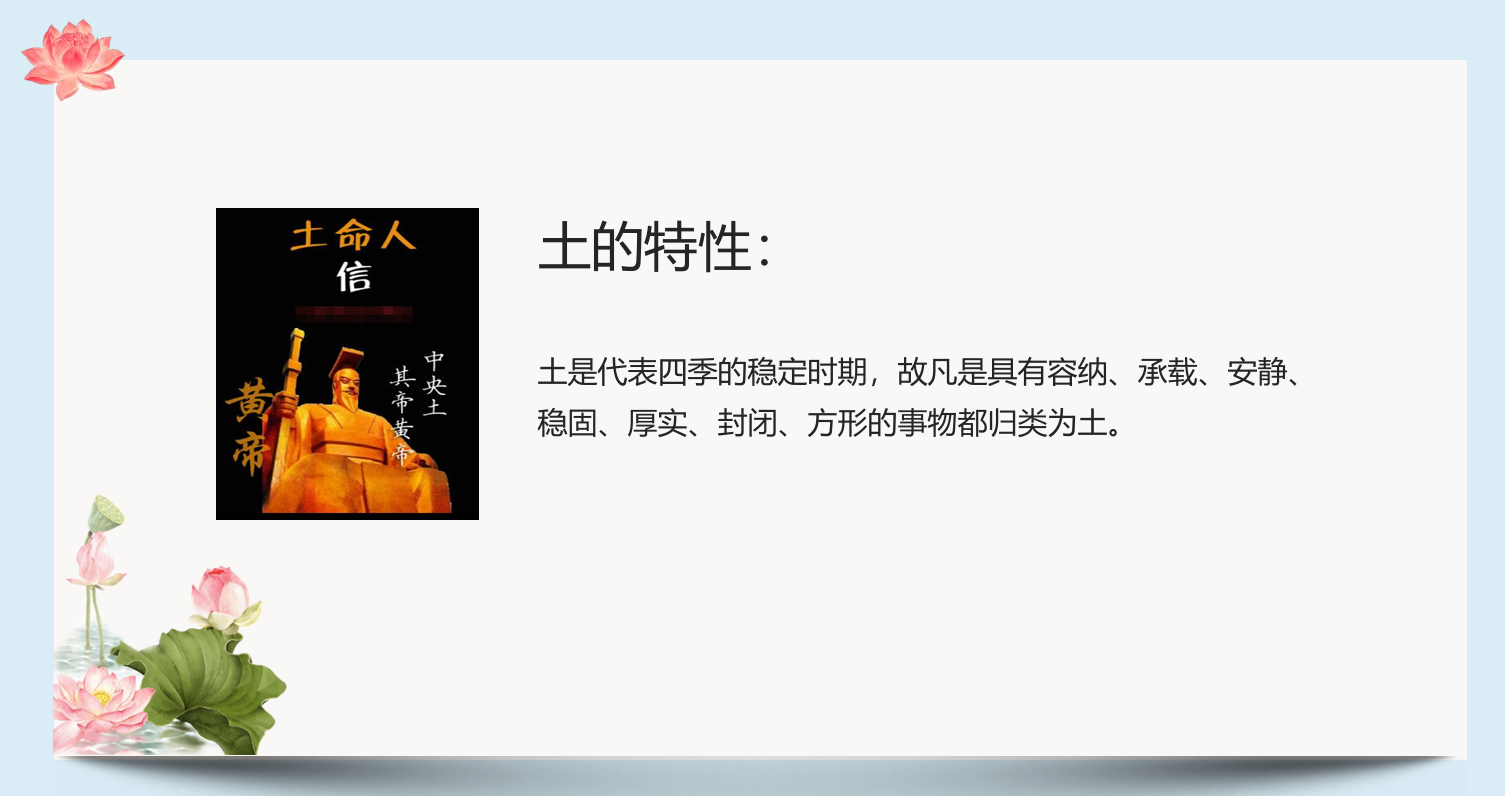 土命人
信
黄帝
中央土
其帝黄帝
土的特性：
土是代表四季的稳定时期，故凡是具有容纳、承载、安静、
稳固、厚实、封闭、方形的事物都归类为土。